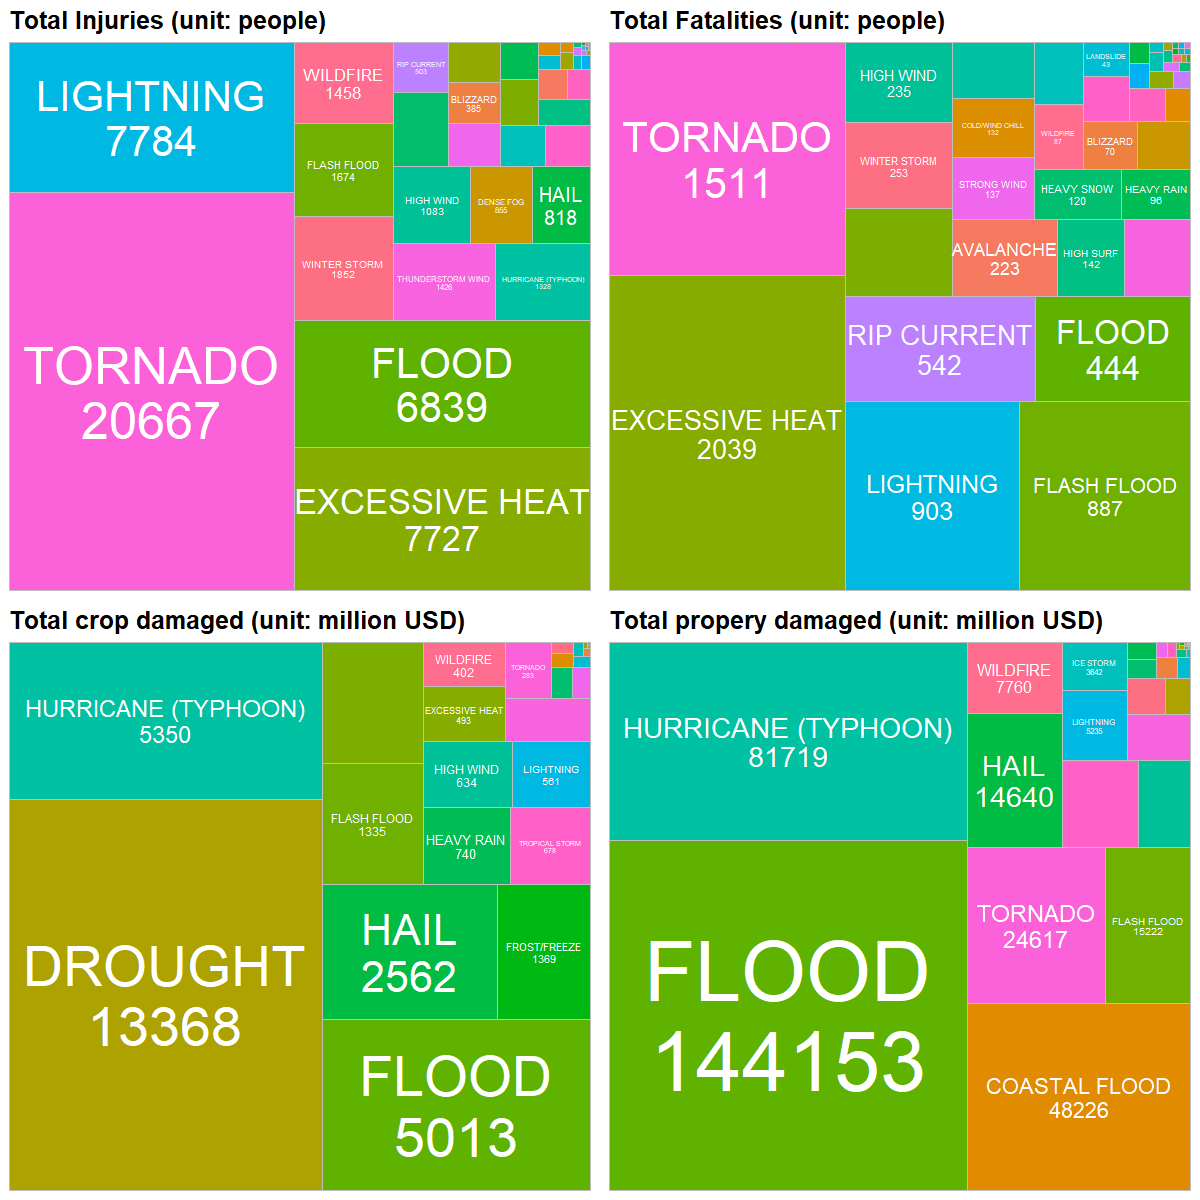 Total Injuries (unit: people)
LIGHTNING
7784
TORNADO
20667
WILDFIRE
1458
FLASH FLOOD
1674
WINTER STORM
1852
RIP CURRENT
503
BLIZZARD
385
HIGH WIND
1083
DENSE FOG
855
HAIL
818
THUNDERSTORM WIND
1426
HURRICANE (TYPHOON)
1328
FLOOD
6839
EXCESSIVE HEAT
7727
Total Fatalities (unit: people)
TORNADO
1511
EXCESSIVE HEAT
2039
HIGH WIND
235
WINTER STORM
253
COLD/WIND CHILL
132
STRONG WIND
137
AVALANCHE
223
LANDSLIDE
43
WILDFIRE
87
BLIZZARD
70
HEAVY SNOW
120
HEAVY RAIN
96
HIGH SURF
142
RIP CURRENT
542
FLOOD
444
LIGHTNING
903
FLASH FLOOD
887
Total crop damaged (unit: million USD)
HURRICANE (TYPHOON)
5350
DROUGHT
13368
FLASH FLOOD
1335
WILDFIRE
402
TORNADO
283
EXCESSIVE HEAT
493
HIGH WIND
634
LIGHTNING
561
HEAVY RAIN
740
TROPICAL STORM
678
HAIL
2562
FROST/FREEZE
1369
FLOOD
5013
Total propery damaged (unit: million USD)
HURRICANE (TYPHOON)
81719
FLOOD
144153
WILDFIRE
7760
ICE STORM
3642
LIGHTNING
5235
HAIL
14640
TORNADO
24617
FLASH FLOOD
15222
COASTAL FLOOD
48226